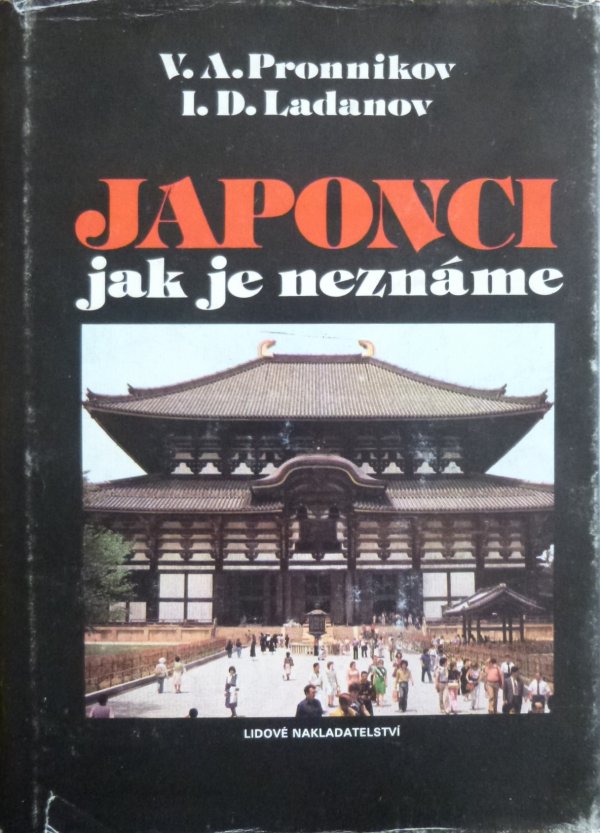 V. A. Pronnikov
I. D. Ladanov
JAPONCI
jak je neznáme
LIDOVÉ NAKLADATELSTVÍ